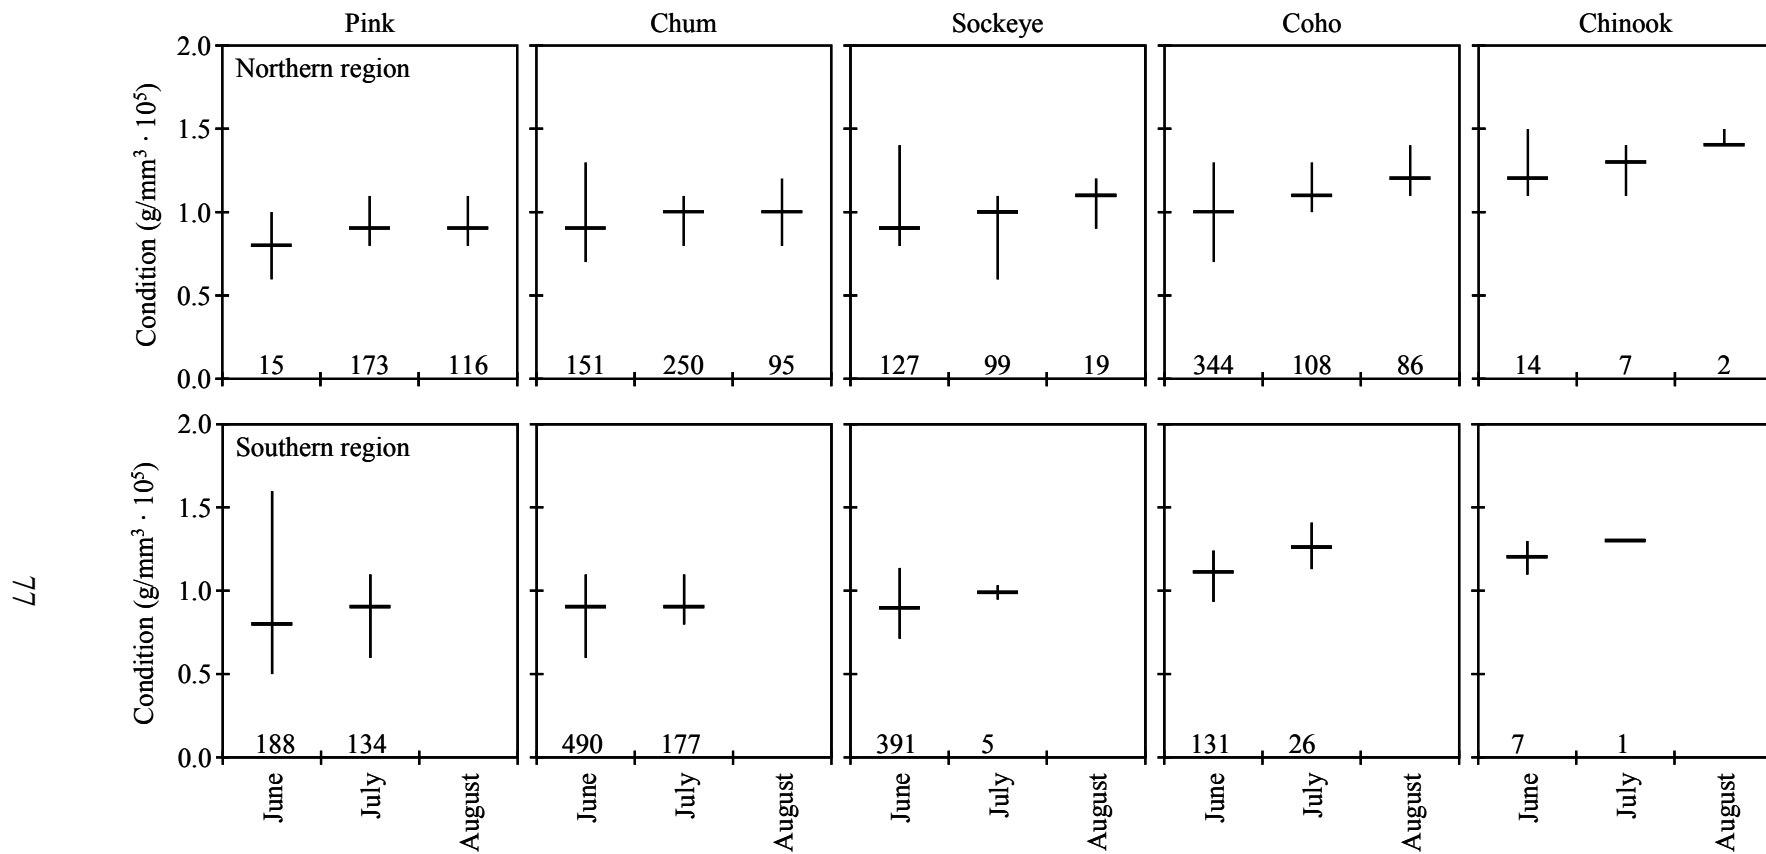 Pink Chum Sockeye Coho Chinook
Northern region
Condition (g/mm³ · 10⁵)
2.0
1.5
1.0
0.5
0.0
15 173 116 151 250 95 127 99 19 344 108 86 14 7 2
Southern region
Condition (g/mm³ · 10⁵)
2.0
1.5
1.0
0.5
0.0
188 134 490 177 391 5 131 26 7 1
June July August June July August June July August June July August June July August
77